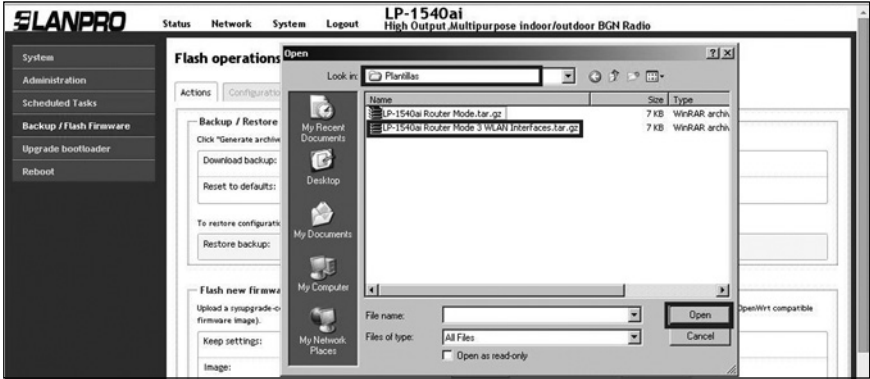 LANPRO
Status Network System Logout
LP-1540ai
High Output ,Multipurpose indoor/outdoor BGN Radio
System
Administration
Scheduled Tasks
Backup / Flash Firmware
Upgrade bootloader
Reboot
Flash operations
Actions
Backup / Restore
Click "Generate archive
Download backup:
Reset to defaults:
To restore configuratio
Restore backup:
Flash new firmwa
Upload a sysupgrade-c
OpenWrt compatible
firmware image).
Keep settings:
Image:
Open
Look in:
Plantillas
Name Size Type
LP-1540ai Router Mode.tar.gz 7 KB WinRAR archiv
LP-1540ai Router Mode 3 WLAN Interfaces.tar.gz 7 KB WinRAR archiv
My Recent
Documents
Desktop
My Documents
My Computer
My Network
Places
File name:
Open
Files of type:
All Files
Cancel
Open as read-only